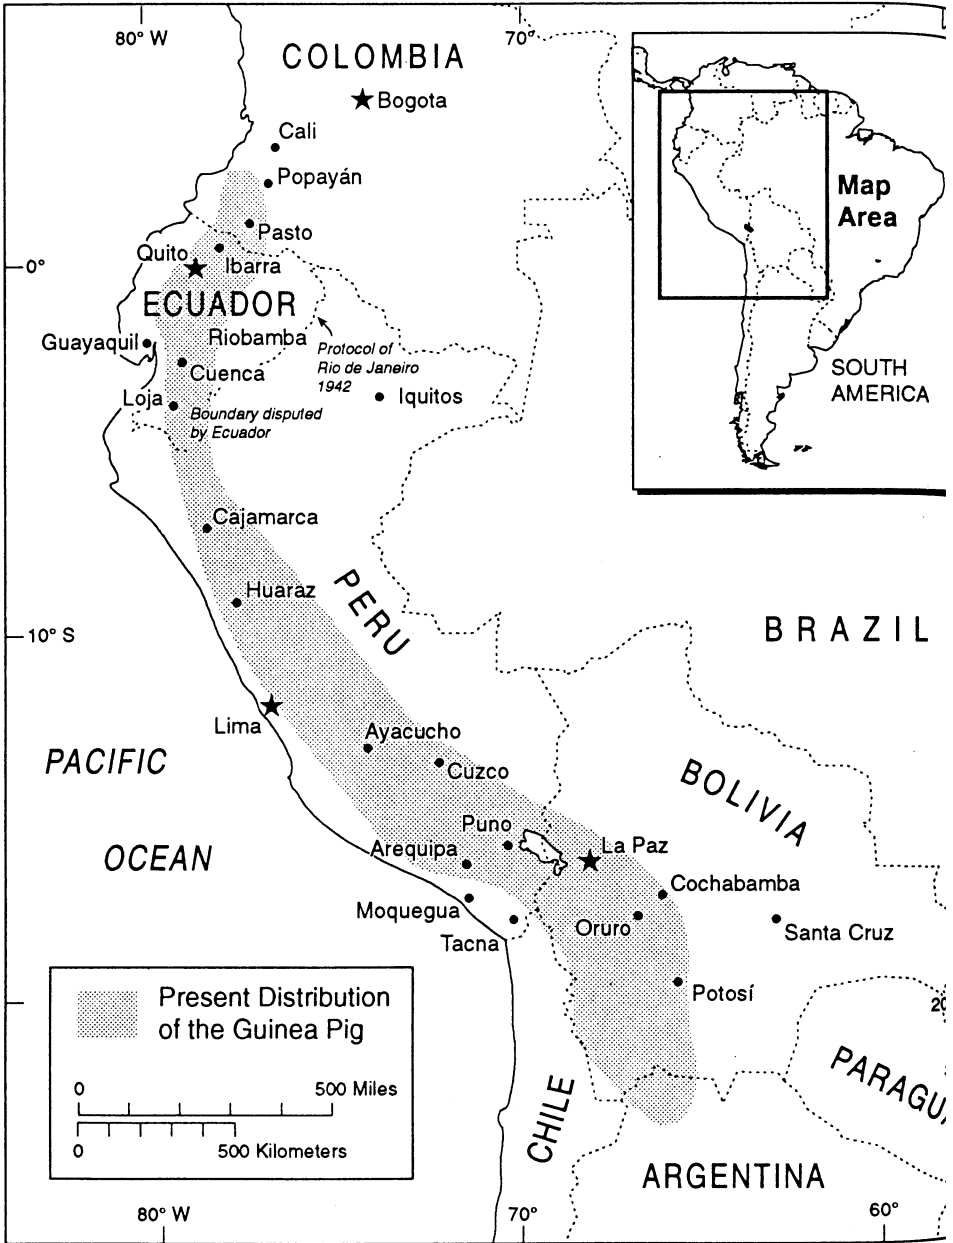 80° W
70°
COLOMBIA
Bogota
Cali
Popayán
Pasto
Quito
Ibarra
0°
ECUADOR
Riobamba
Guayaquil
Protocol of
Rio de Janeiro
1942
Cuenca
Iquitos
Loja
Boundary disputed
by Ecuador
Map
Area
SOUTH
AMERICA
Cajamarca
Huaraz
PERU
10° S
BRAZIL
Lima
Ayacucho
Cuzco
PACIFIC
OCEAN
BOLIVIA
Puno
Arequipa
La Paz
Cochabamba
Moquegua
Oruro
Santa Cruz
Tacna
Potosí
20
PARAGU
CHILE
ARGENTINA
Present Distribution
of the Guinea Pig
0 500 Miles
0 500 Kilometers
80° W
70°
60°